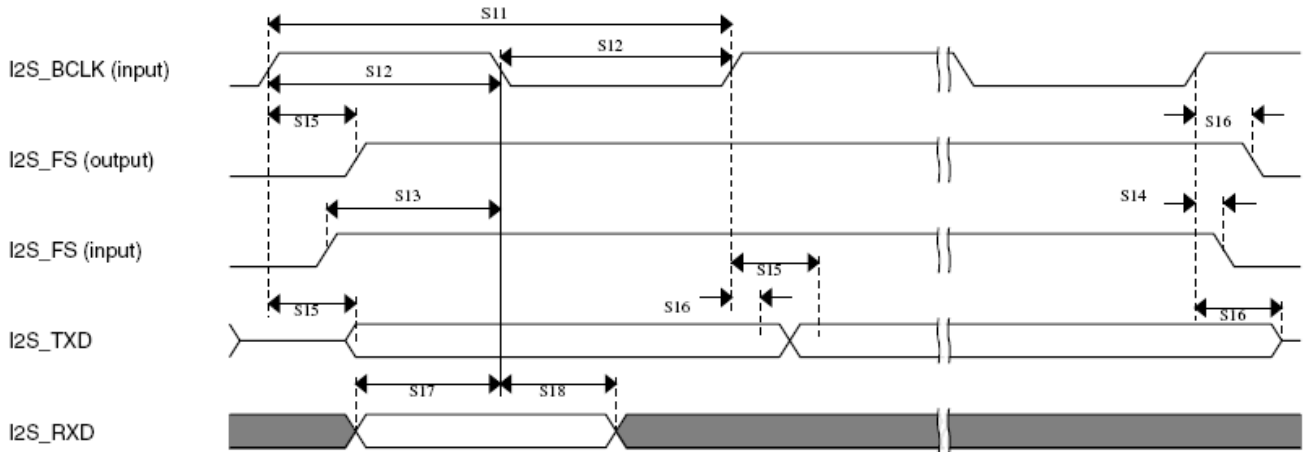 S11
S12
I2S_BCLK (input)
S12
S15
S16
I2S_FS (output)
S13
S14
I2S_FS (input)
S15
S15
S16
S16
I2S_TXD
S17
S18
I2S_RXD